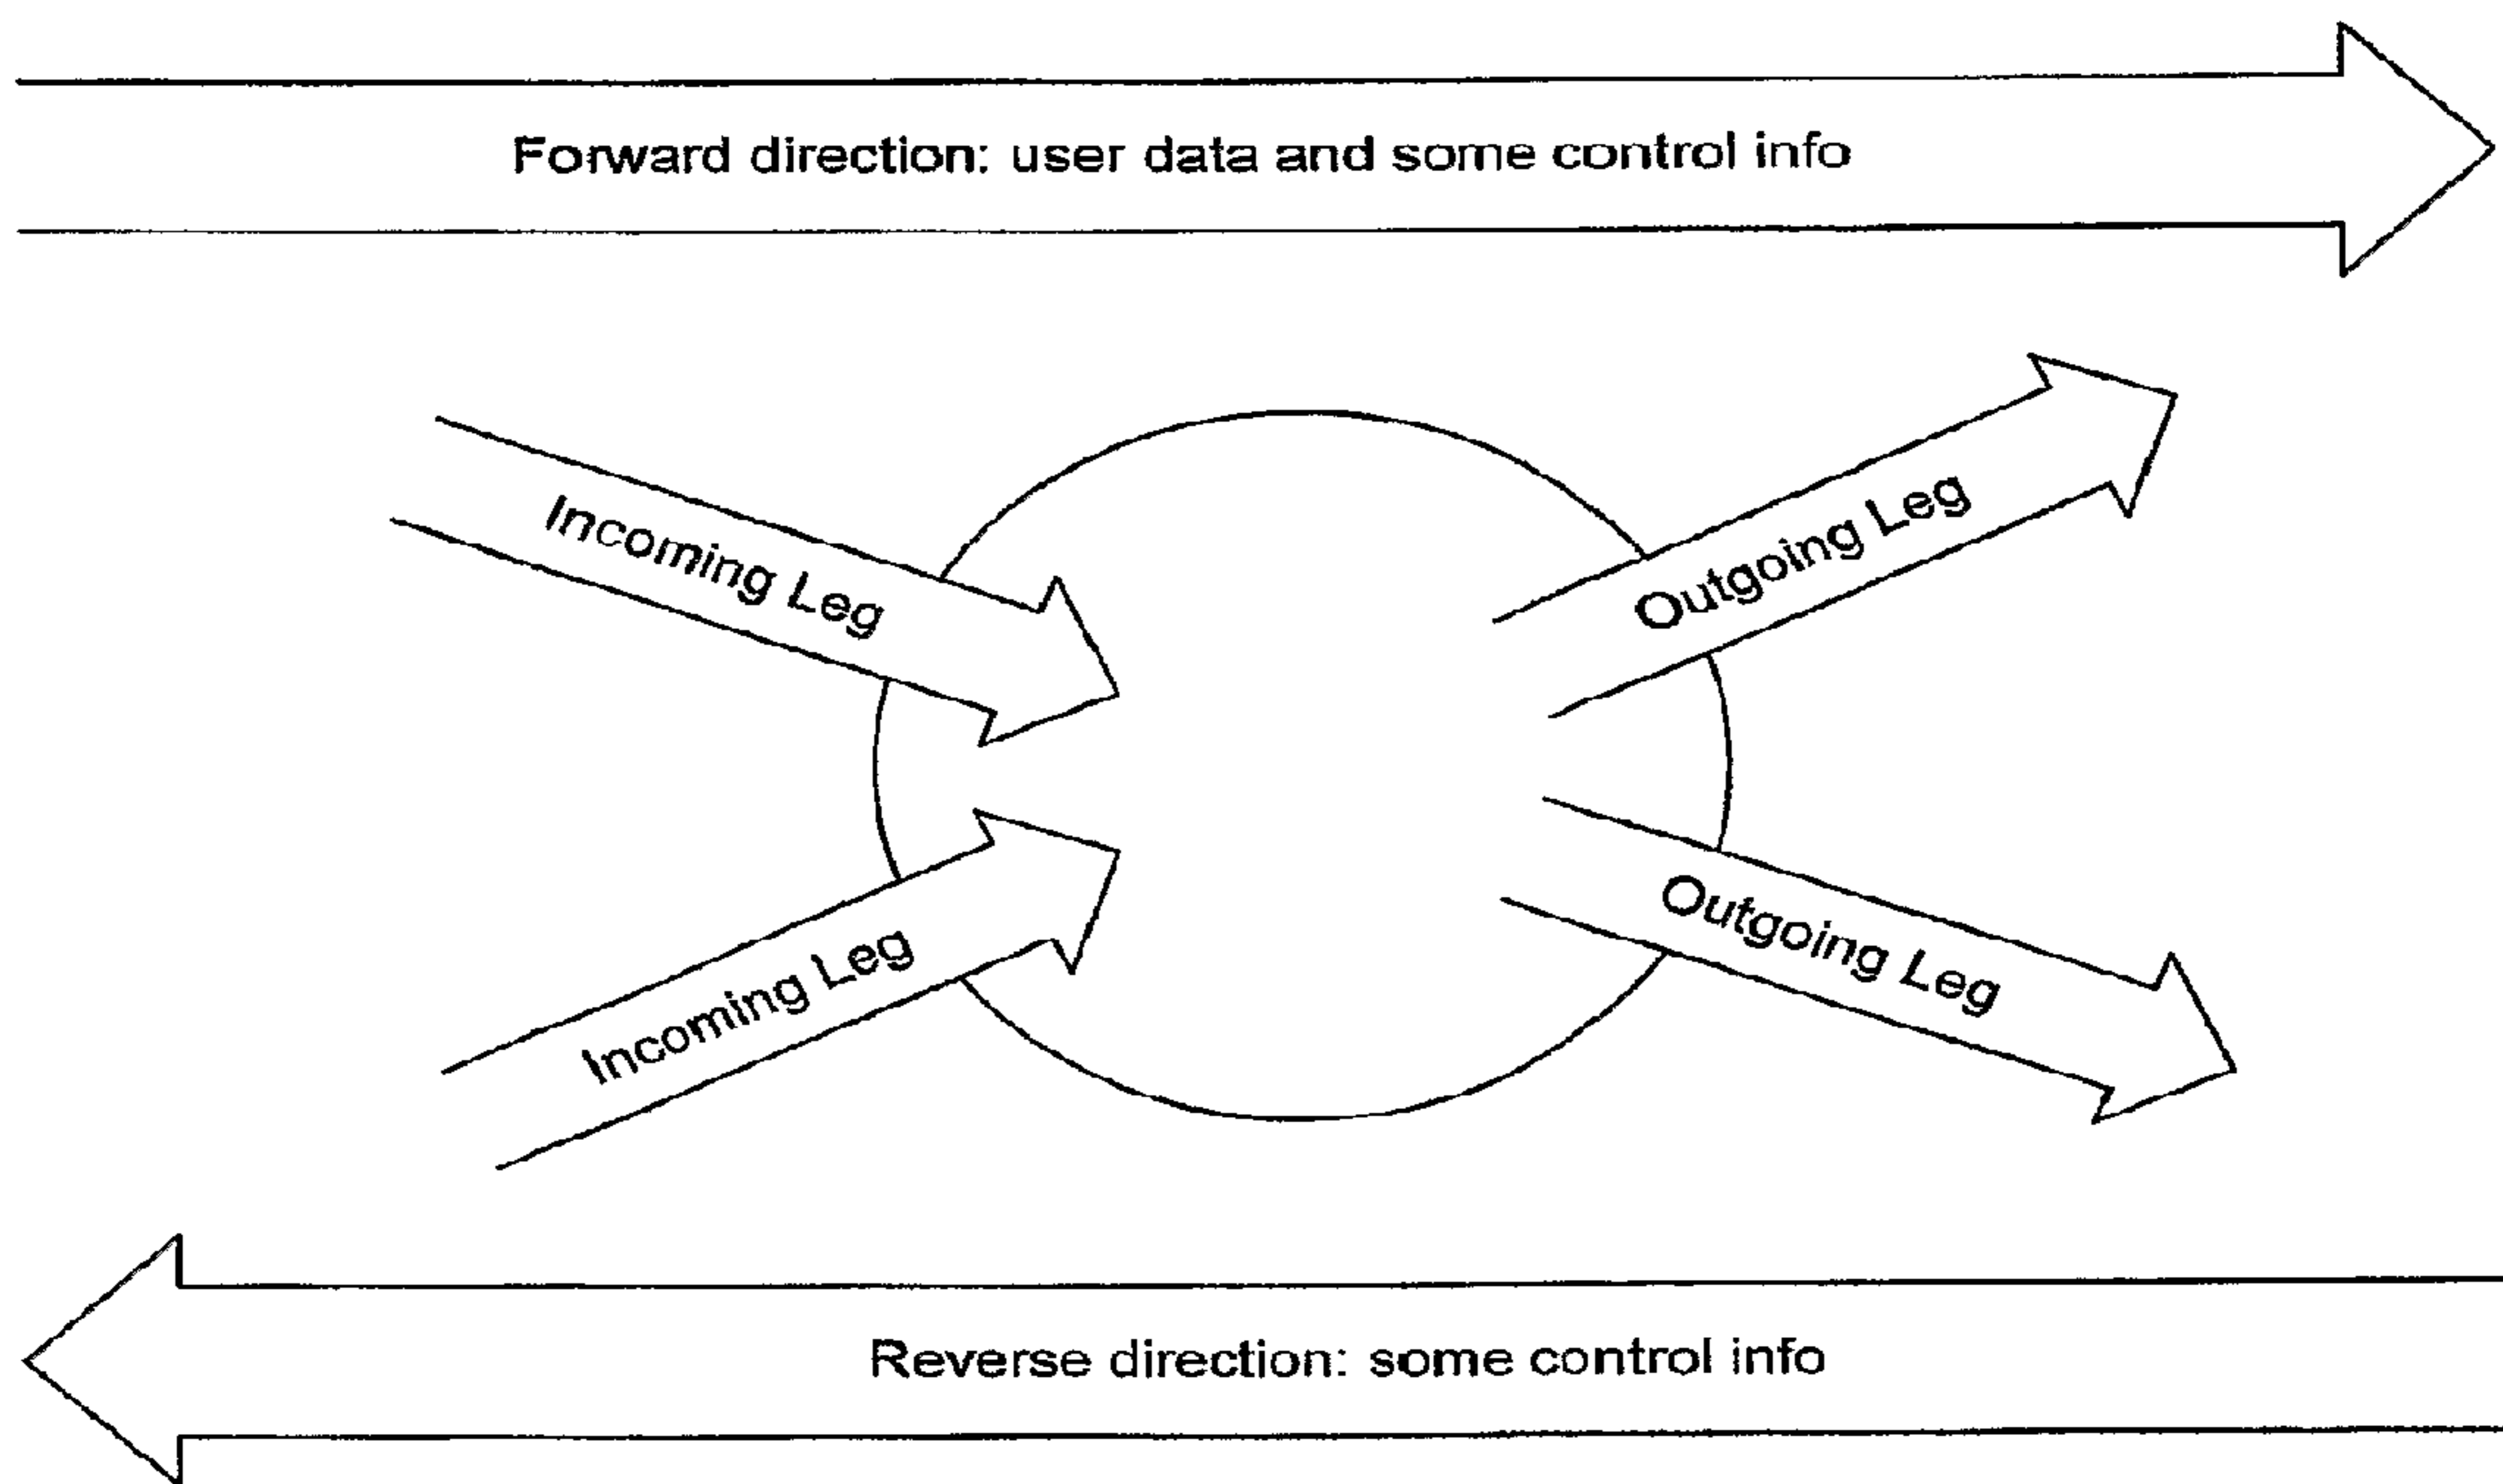 Forward direction: user data and some control info
Incoming Leg
Outgoing Leg
Incoming Leg
Outgoing Leg
Reverse direction: some control info